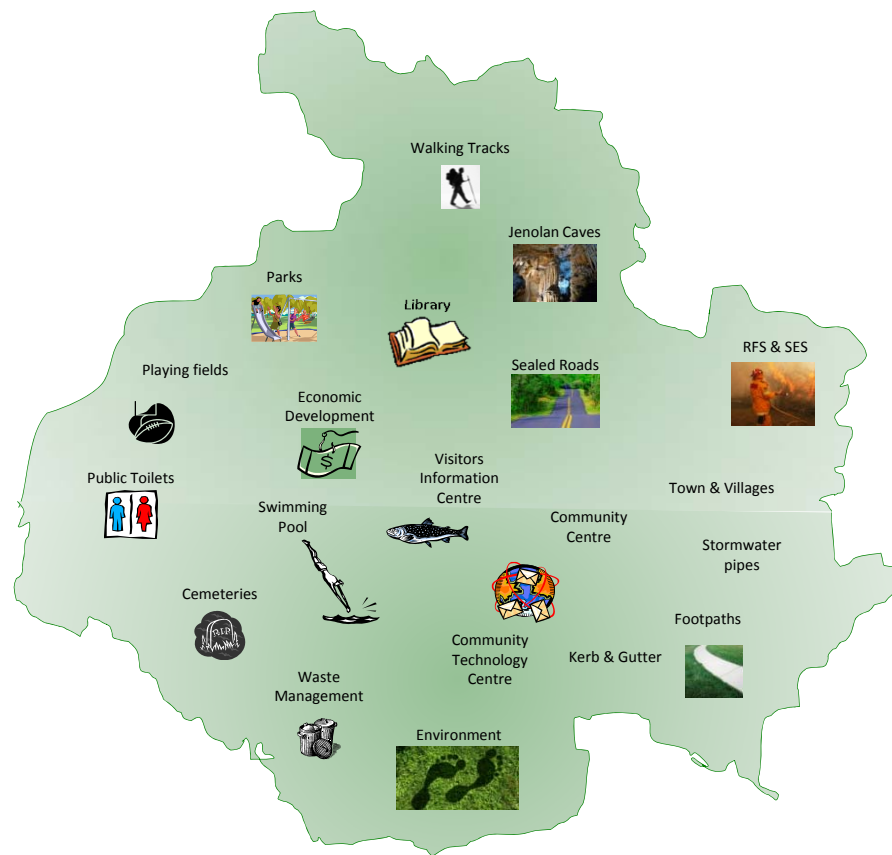 Walking Tracks
Jenolan Caves
Parks
Library
RFS & SES
Playing fields
Sealed Roads
Economic
Development
Visitors
Information
Centre
Public Toilets
Town & Villages
Swimming
Pool
Community
Centre
Stormwater
pipes
Cemeteries
Footpaths
Community
Technology
Centre
Kerb & Gutter
Waste
Management
Environment
$
R.I.P